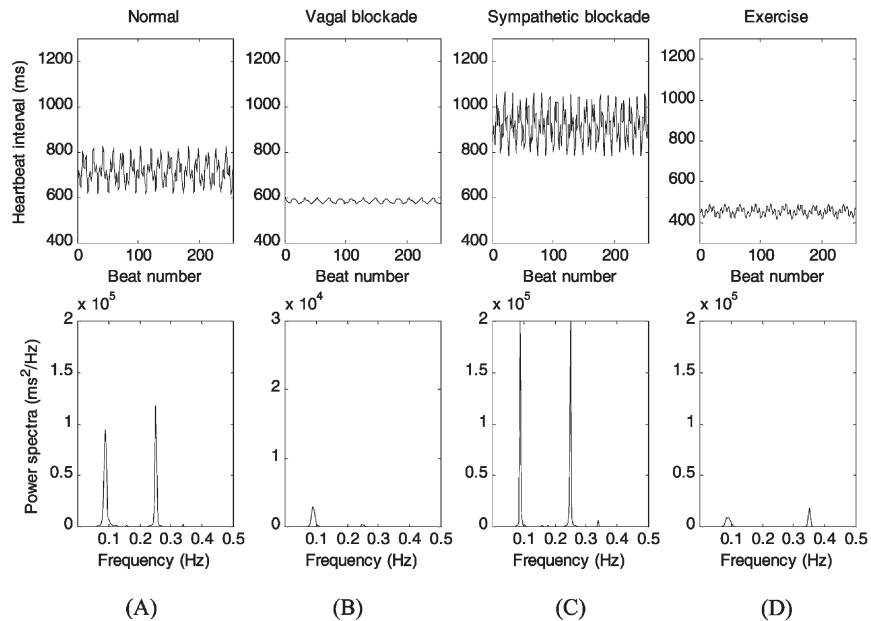 Normal Vagal blockade Sympathetic blockade Exercise
Heartbeat interval (ms)
1200 1200 1200 1200
1000 1000 1000 1000
800 800 800 800
600 600 600 600
400 400 400 400
0 100 200 0 100 200 0 100 200 0 100 200
Beat number Beat number Beat number Beat number
x 10^5 x 10^4 x 10^5 x 10^5
Power spectra (ms^2/Hz)
2 3 2 2
1.5 2 1.5 1.5
1 1 1 1
0.5 0.5 0.5
0 0 0 0
0.1 0.2 0.3 0.4 0.5 0.1 0.2 0.3 0.4 0.5 0.1 0.2 0.3 0.4 0.5 0.1 0.2 0.3 0.4 0.5
Frequency (Hz) Frequency (Hz) Frequency (Hz) Frequency (Hz)
(A) (B) (C) (D)